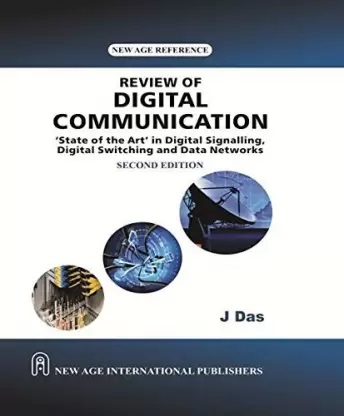 NEW AGE REFERENCE
REVIEW OF
DIGITAL
COMMUNICATION
'State of the Art' in Digital Signalling,
Digital Switching and Data Networks
SECOND EDITION
J Das
NEW AGE INTERNATIONAL PUBLISHERS